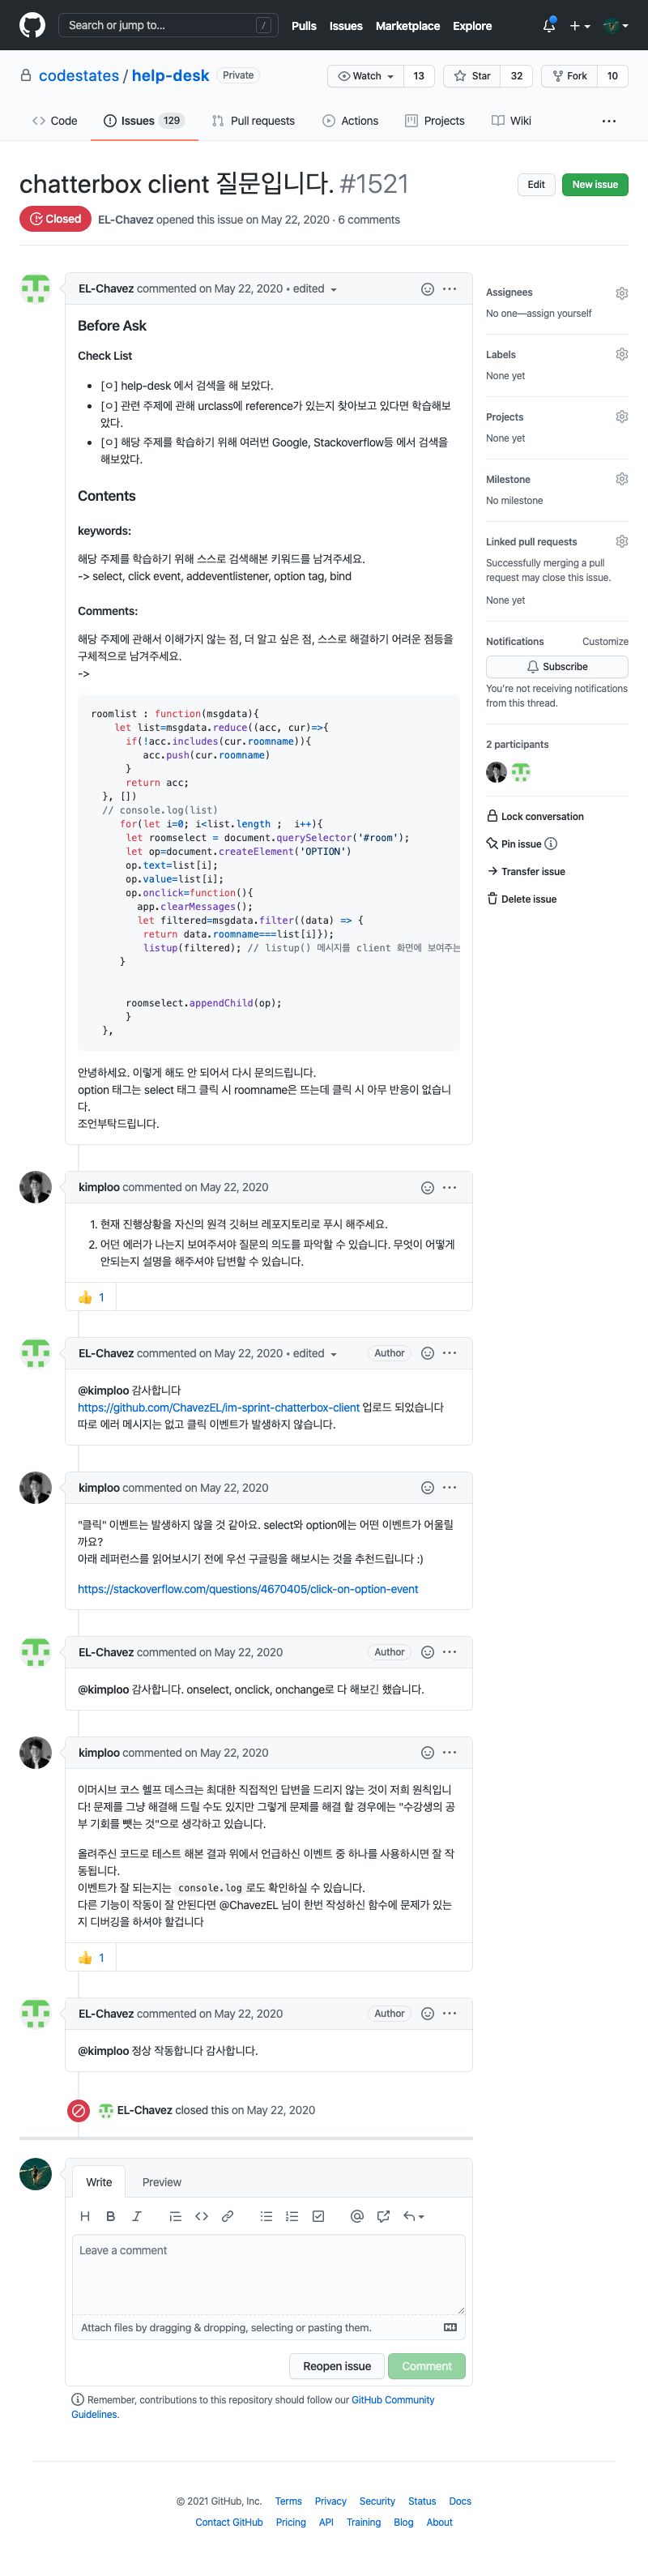 Search or jump to...
/
Pulls Issues Marketplace Explore
codestates / help-desk Private
Watch 13 Star 32 Fork 10
Code Issues 129 Pull requests Actions Projects Wiki
chatterbox client 질문입니다. #1521
Edit New issue
Closed EL-Chavez opened this issue on May 22, 2020 · 6 comments
EL-Chavez commented on May 22, 2020 • edited
Before Ask
Check List
• [ㅇ] help-desk 에서 검색을 해 보았다.
• [ㅇ] 관련 주제에 관해 urclass에 reference가 있는지 찾아보고 있다면 학습해보
았다.
• [ㅇ] 해당 주제를 학습하기 위해 여러번 Google, Stackoverflow등 에서 검색을
해보았다.
Contents
keywords:
해당 주제를 학습하기 위해 스스로 검색해본 키워드를 남겨주세요.
-> select, click event, addeventlistener, option tag, bind
Comments:
해당 주제에 관해서 이해가지 않는 점, 더 알고 싶은 점, 스스로 해결하기 어려운 점등을
구체적으로 남겨주세요.
->
roomlist : function(msgdata){
let list=msgdata.reduce((acc, cur)=>{
if(!acc.includes(cur.roomname)){
acc.push(cur.roomname)
}
return acc;
}, [])
// console.log(list)
for(let i=0; i<list.length ; i++){
let roomselect = document.querySelector('#room');
let op=document.createElement('OPTION')
op.text=list[i];
op.value=list[i];
op.onclick=function(){
app.clearMessages();
let filtered=msgdata.filter((data) => {
return data.roomname===list[i]});
listup(filtered); // listup() 메시지를 client 화면에 보여주는
}
roomselect.appendChild(op);
}
},
안녕하세요. 이렇게 해도 안 되어서 다시 문의드립니다.
option 태그는 select 태그 클릭 시 roomname은 뜨는데 클릭 시 아무 반응이 없습니
다.
조언부탁드립니다.
Assignees
No one—assign yourself
Labels
None yet
Projects
None yet
Milestone
No milestone
Linked pull requests
Successfully merging a pull
request may close this issue.
None yet
Notifications Customize
Subscribe
You're not receiving notifications
from this thread.
2 participants
Lock conversation
Pin issue
Transfer issue
Delete issue
kimploo commented on May 22, 2020
1. 현재 진행상황을 자신의 원격 깃허브 레포지토리로 푸시 해주세요.
2. 어떤 에러가 나는지 보여주셔야 질문의 의도를 파악할 수 있습니다. 무엇이 어떻게
안되는지 설명을 해주셔야 답변할 수 있습니다.
👍 1
EL-Chavez commented on May 22, 2020 • edited Author
@kimploo 감사합니다
https://github.com/ChavezEL/im-sprint-chatterbox-client 업로드 되었습니다
따로 에러 메시지는 없고 클릭 이벤트가 발생하지 않습니다.
kimploo commented on May 22, 2020
"클릭" 이벤트는 발생하지 않을 것 같아요. select와 option에는 어떤 이벤트가 어울릴
까요?
아래 레퍼런스를 읽어보시기 전에 우선 구글링을 해보시는 것을 추천드립니다 :)
https://stackoverflow.com/questions/4670405/click-on-option-event
EL-Chavez commented on May 22, 2020 Author
@kimploo 감사합니다. onselect, onclick, onchange로 다 해보긴 했습니다.
kimploo commented on May 22, 2020
이머시브 코스 헬프 데스크는 최대한 직접적인 답변을 드리지 않는 것이 저희 원칙입니
다! 문제를 그냥 해결해 드릴 수도 있지만 그렇게 문제를 해결 할 경우에는 "수강생의 공
부 기회를 뺏는 것"으로 생각하고 있습니다.
올려주신 코드로 테스트 해본 결과 위에서 언급하신 이벤트 중 하나를 사용하시면 잘 작
동됩니다.
이벤트가 잘 되는지는 console.log 로도 확인하실 수 있습니다.
다른 기능이 작동이 잘 안된다면 @ChavezEL 님이 한번 작성하신 함수에 문제가 있는
지 디버깅을 하셔야 할겁니다
👍 1
EL-Chavez commented on May 22, 2020 Author
@kimploo 정상 작동합니다 감사합니다.
EL-Chavez closed this on May 22, 2020
Write Preview
Leave a comment
Attach files by dragging & dropping, selecting or pasting them.
Reopen issue Comment
Remember, contributions to this repository should follow our GitHub Community
Guidelines.
© 2021 GitHub, Inc. Terms Privacy Security Status Docs
Contact GitHub Pricing API Training Blog About